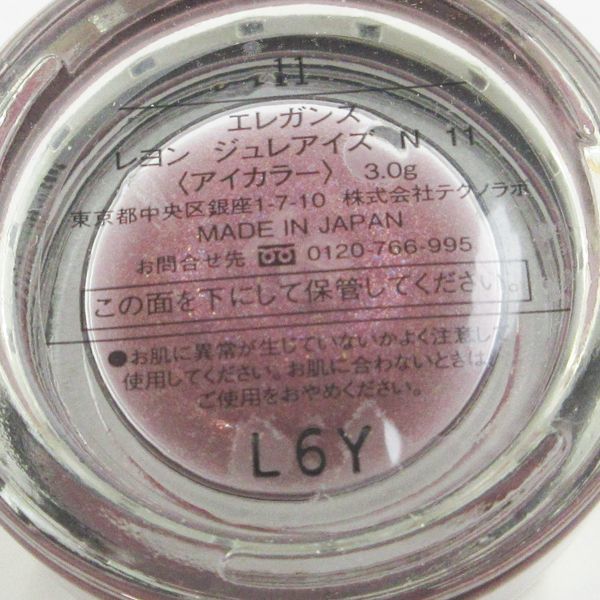 11
エレガンス
レヨン ジュレアイズ N 11
〈アイカラー〉 3.0g
東京都中央区銀座1-7-10 株式会社テクノラボ
MADE IN JAPAN
お問合せ先 0120-766-995
この面を下にして保管してください。
●お肌に異常が生じていないかよく注意して
使用してください。お肌に合わないときは、
ご使用をおやめください。
L6Y